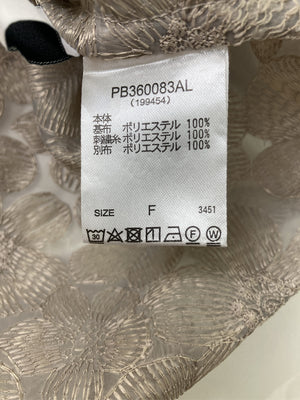 PB360083AL
(199454)
本体
基布 ポリエステル 100%
刺繍糸 ポリエステル 100%
別布 ポリエステル 100%
SIZE F 3451
30 F W